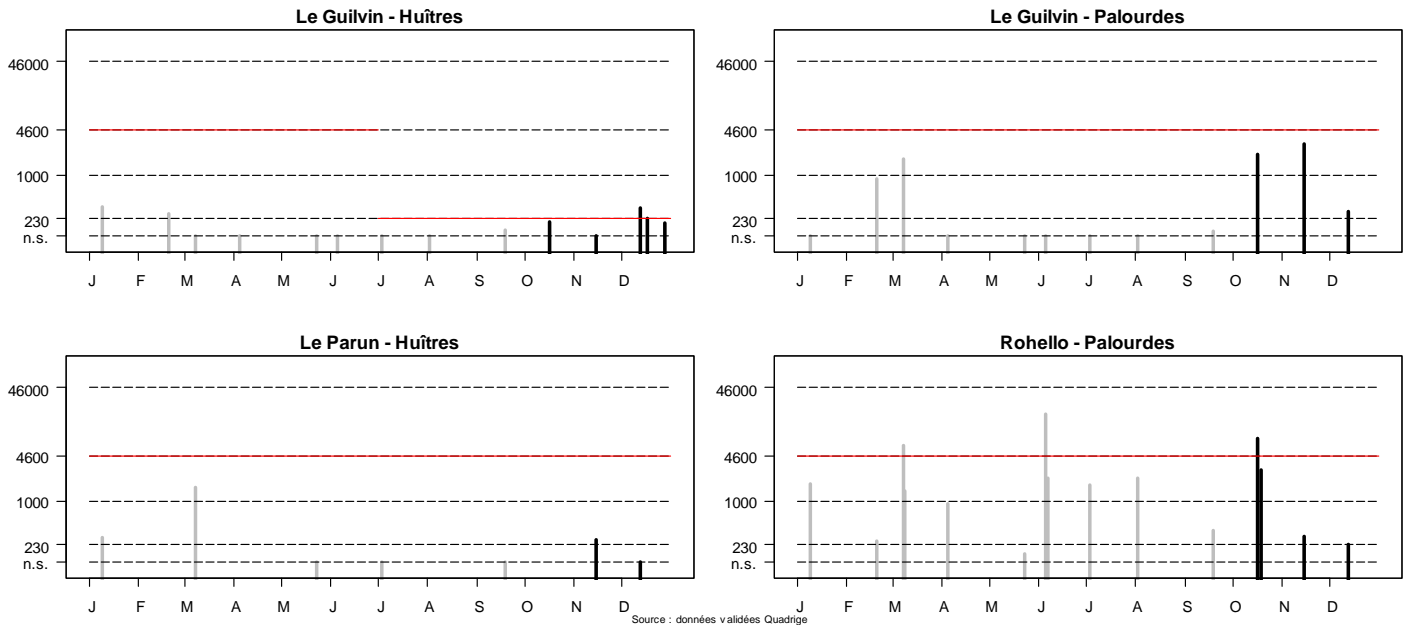 Le Guilvin - Huîtres
46000
4600
1000
230
n.s.
J F M A M J J A S O N D
Le Guilvin - Palourdes
46000
4600
1000
230
n.s.
J F M A M J J A S O N D
Le Parun - Huîtres
46000
4600
1000
230
n.s.
J F M A M J J A S O N D
Rohello - Palourdes
46000
4600
1000
230
n.s.
J F M A M J J A S O N D
Source : données validées Quadrige